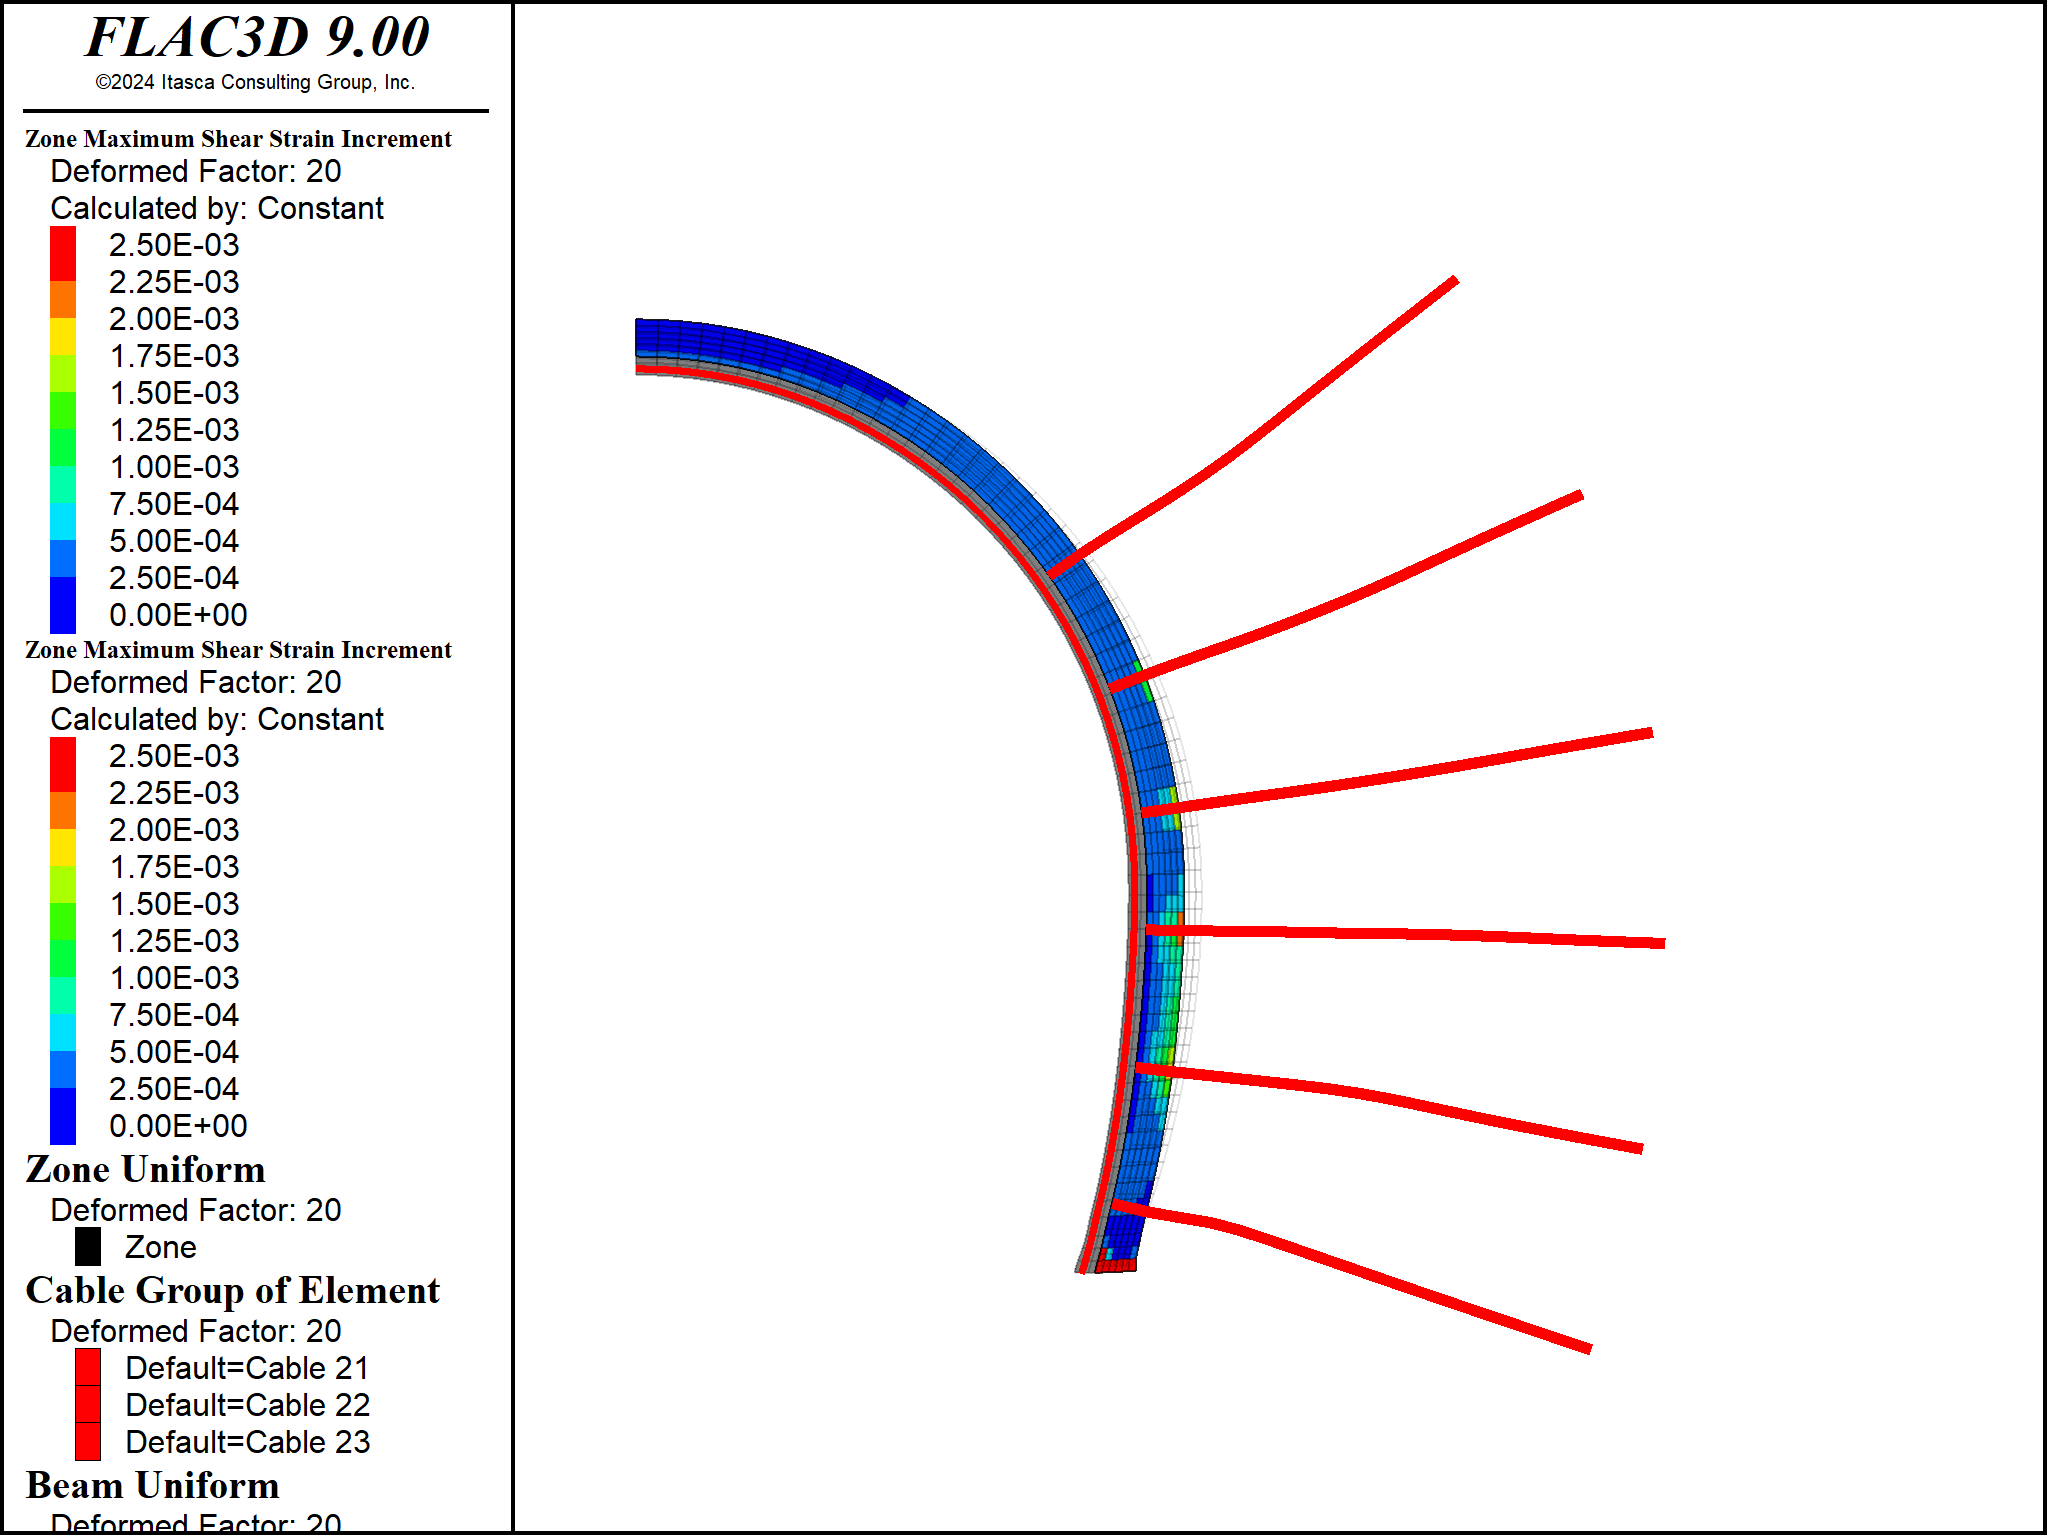 FLAC3D 9.00
©2024 Itasca Consulting Group, Inc.
Zone Maximum Shear Strain Increment
Deformed Factor: 20
Calculated by: Constant
2.50E-03
2.25E-03
2.00E-03
1.75E-03
1.50E-03
1.25E-03
1.00E-03
7.50E-04
5.00E-04
2.50E-04
0.00E+00
Zone Maximum Shear Strain Increment
Deformed Factor: 20
Calculated by: Constant
2.50E-03
2.25E-03
2.00E-03
1.75E-03
1.50E-03
1.25E-03
1.00E-03
7.50E-04
5.00E-04
2.50E-04
0.00E+00
Zone Uniform
Deformed Factor: 20
Zone
Cable Group of Element
Deformed Factor: 20
Default=Cable 21
Default=Cable 22
Default=Cable 23
Beam Uniform
Deformed Factor: 20